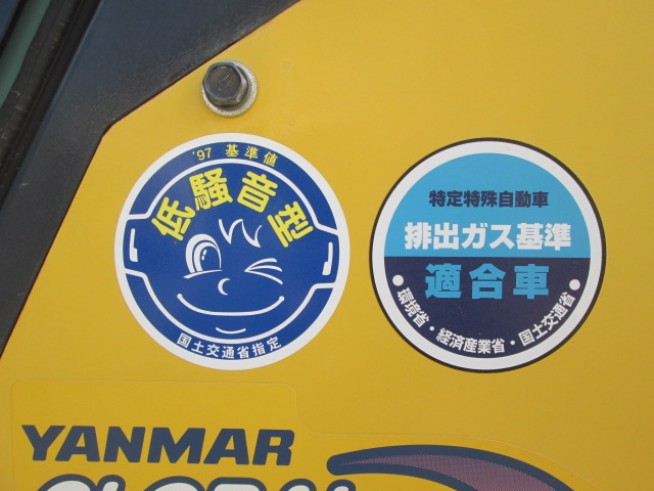 '97 基準値
低騒音型
国土交通省指定
特定特殊自動車
排出ガス基準
適合車
•環境省・経済産業省・国土交通省•
YANMAR